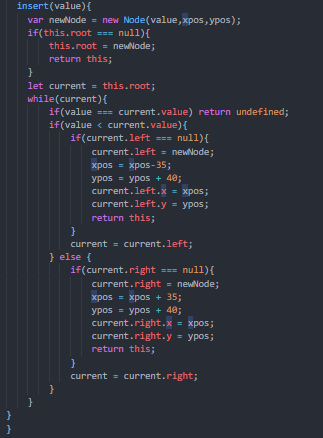 insert(value){
var newNode = new Node(value,xpos,ypos);
if(this.root === null){
this.root = newNode;
return this;
}
let current = this.root;
while(current){
if(value === current.value) return undefined;
if(value < current.value){
if(current.left === null){
current.left = newNode;
xpos = xpos-35;
ypos = ypos + 40;
current.left.x = xpos;
current.left.y = ypos;
return this;
}
current = current.left;
} else {
if(current.right === null){
current.right = newNode;
xpos = xpos + 35;
ypos = ypos + 40;
current.right.x = xpos;
current.right.y = ypos;
return this;
}
current = current.right;
}
}
}
}